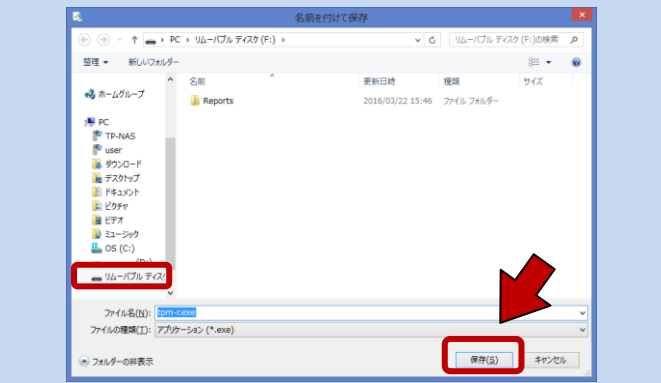 名前を付けて保存
PC ▸ リムーバブル ディスク (F:) ▸
リムーバブル ディスク (F:)の検索
整理 ▼ 新しいフォルダー
名前 更新日時 種類 サイズ
ホームグループ
Reports 2016/03/22 15:46 ファイル フォルダー
PC
TP-NAS
user
ダウンロード
デスクトップ
ドキュメント
ピクチャ
ビデオ
ミュージック
OS (C:)
(D:)
リムーバブル ディス
ファイル名(N): zpm-r.exe
ファイルの種類(T): アプリケーション (*.exe)
フォルダーの非表示
保存(S) キャンセル